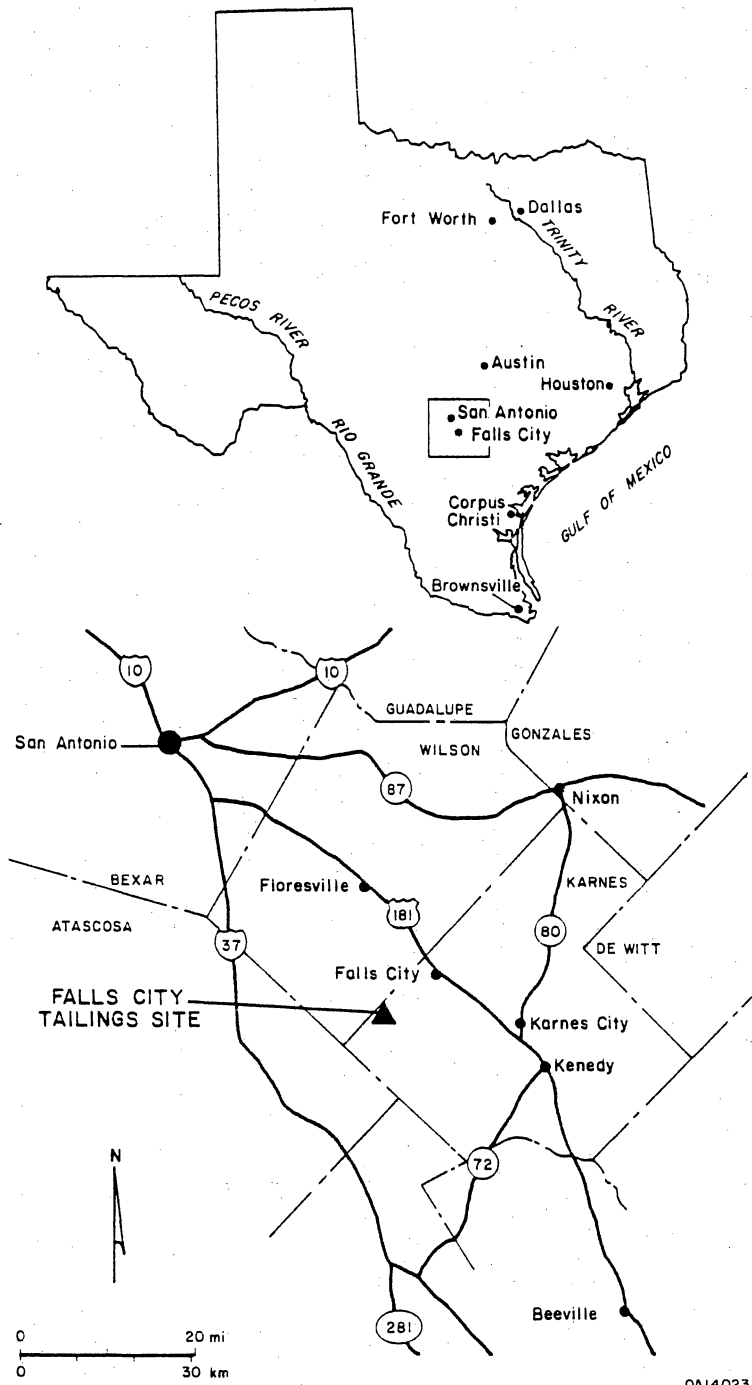 Fort Worth
Dallas
TRINITY
RIVER
PECOS RIVER
Austin
Houston
San Antonio
Falls City
RIO GRANDE
Corpus
Christi
GULF OF MEXICO
Brownsville
10
10
GUADALUPE
GONZALES
San Antonio
WILSON
87
Nixon
BEXAR
Floresville
KARNES
ATASCOSA
181
80
37
DE WITT
Falls City
FALLS CITY
TAILINGS SITE
Karnes City
Kenedy
N
72
Beeville
281
0 20 mi
0 30 km
QA14023